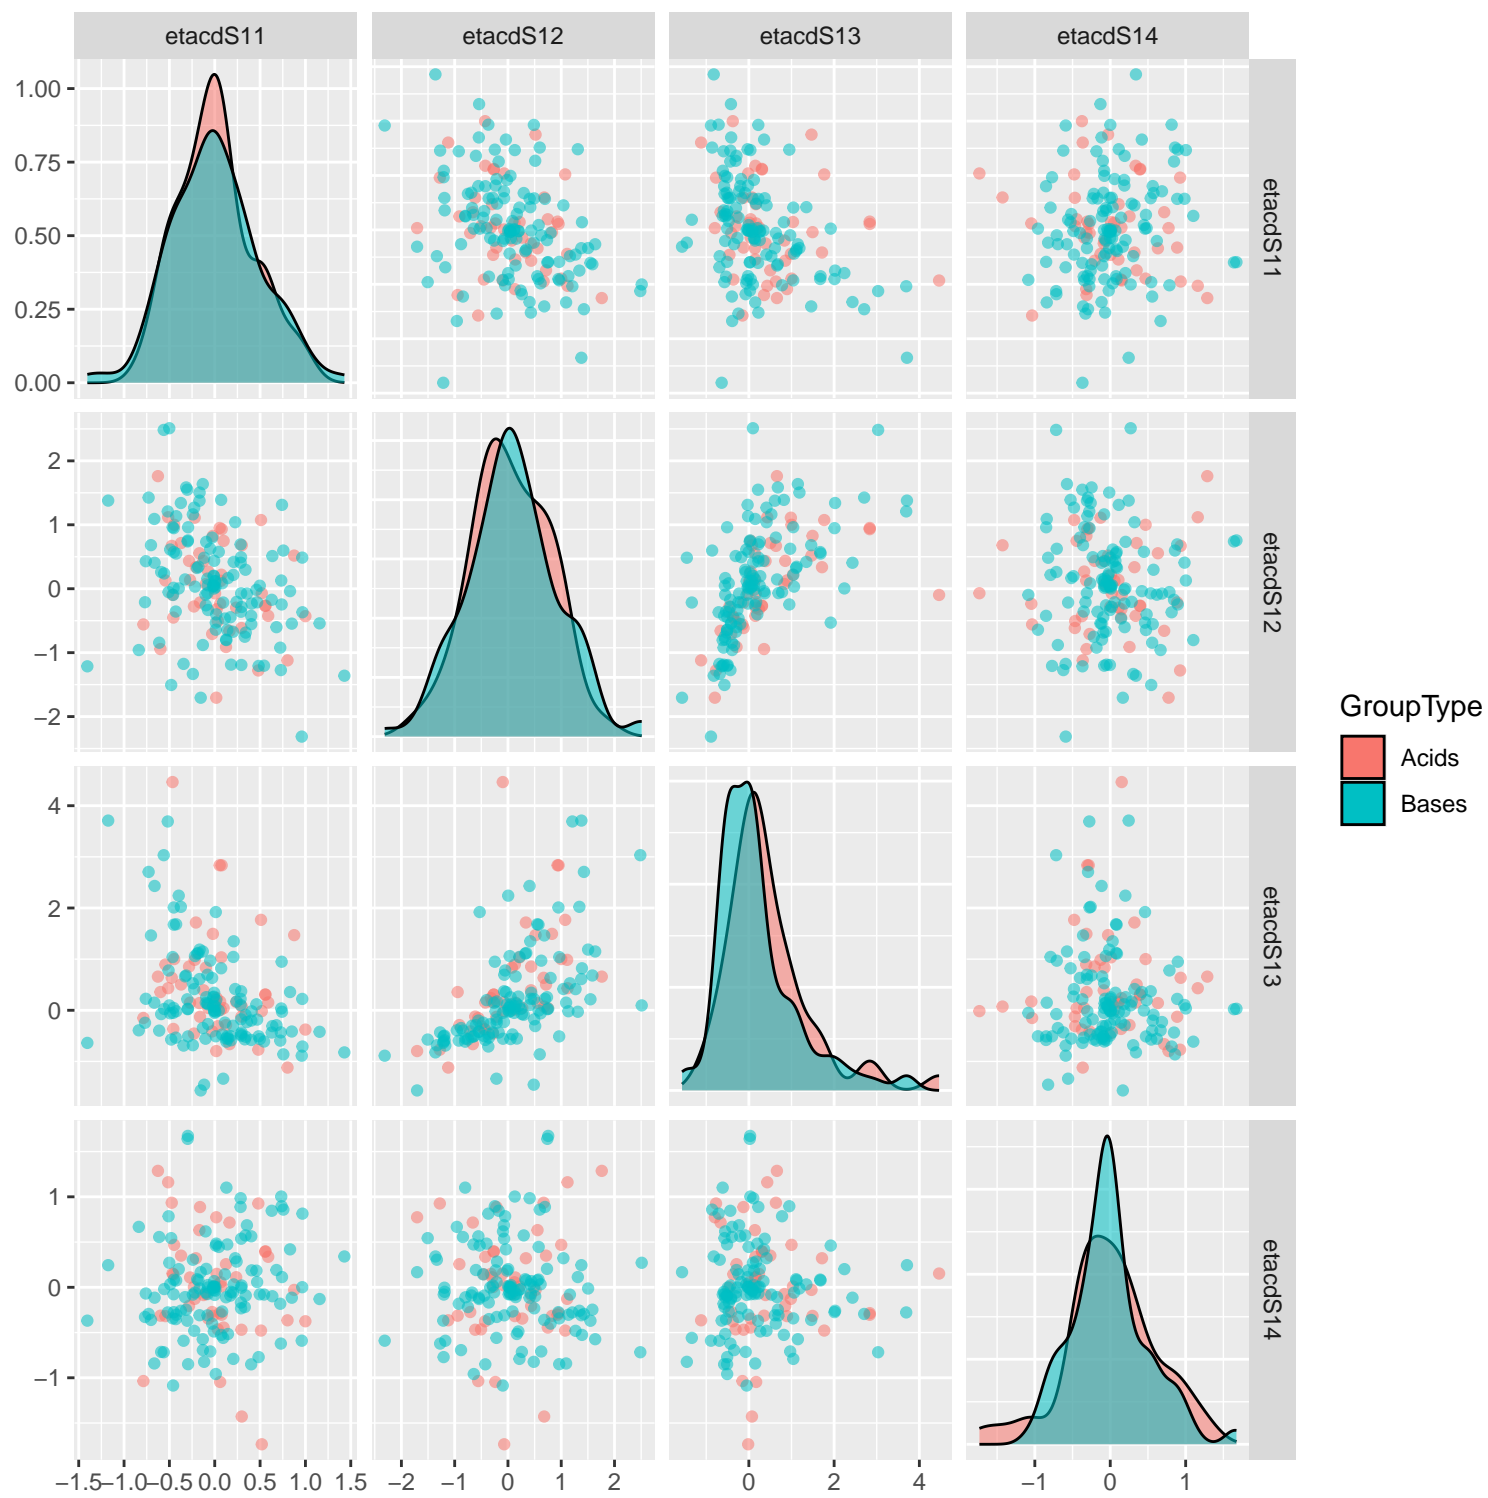 etacdS11 etacdS12 etacdS13 etacdS14
1.00
0.75
0.50
0.25
0.00
etacdS11
2
1
0
−1
−2
etacdS12
4
2
0
etacdS13
1
0
−1
etacdS14
−1.5 −1.0 −0.5 0.0 0.5 1.0 1.5 −2 −1 0 1 2 0 2 4 −1 0 1
GroupType
Acids
Bases